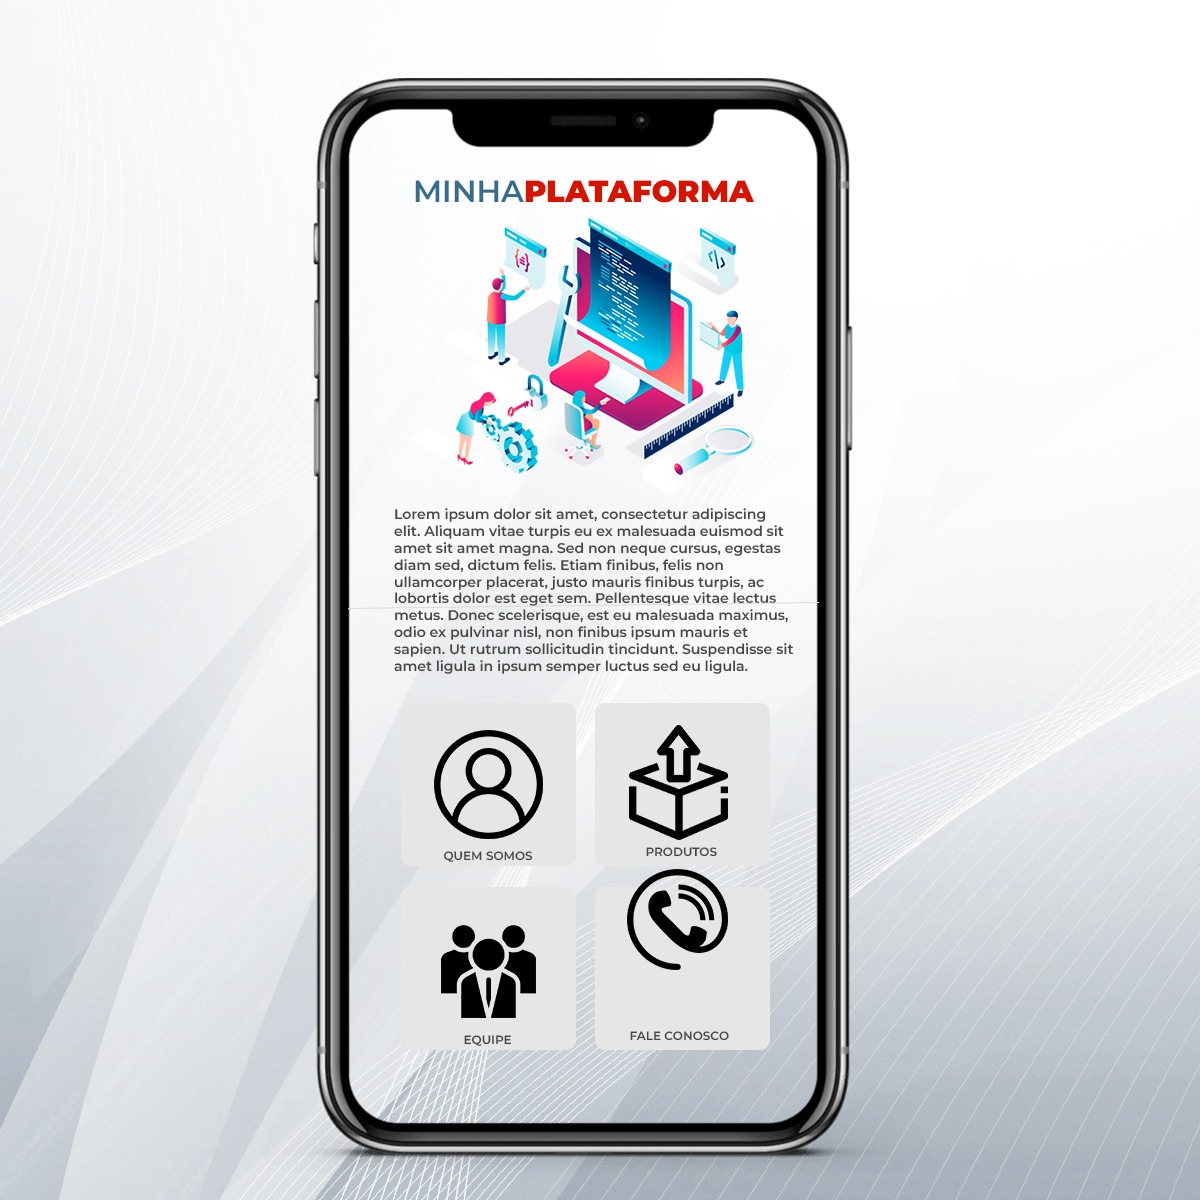 MINHAPLATAFORMA
Lorem ipsum dolor sit amet, consectetur adipiscing
elit. Aliquam vitae turpis eu ex malesuada euismod sit
amet sit amet magna. Sed non neque cursus, egestas
diam sed, dictum felis. Etiam finibus, felis non
ullamcorper placerat, justo mauris finibus turpis, ac
lobortis dolor est eget sem. Pellentesque vitae lectus
metus. Donec scelerisque, est eu malesuada maximus,
odio ex pulvinar nisl, non finibus ipsum mauris et
sapien. Ut rutrum sollicitudin tincidunt. Suspendisse sit
amet ligula in ipsum semper luctus sed eu ligula.
QUEM SOMOS
PRODUTOS
EQUIPE
FALE CONOSCO